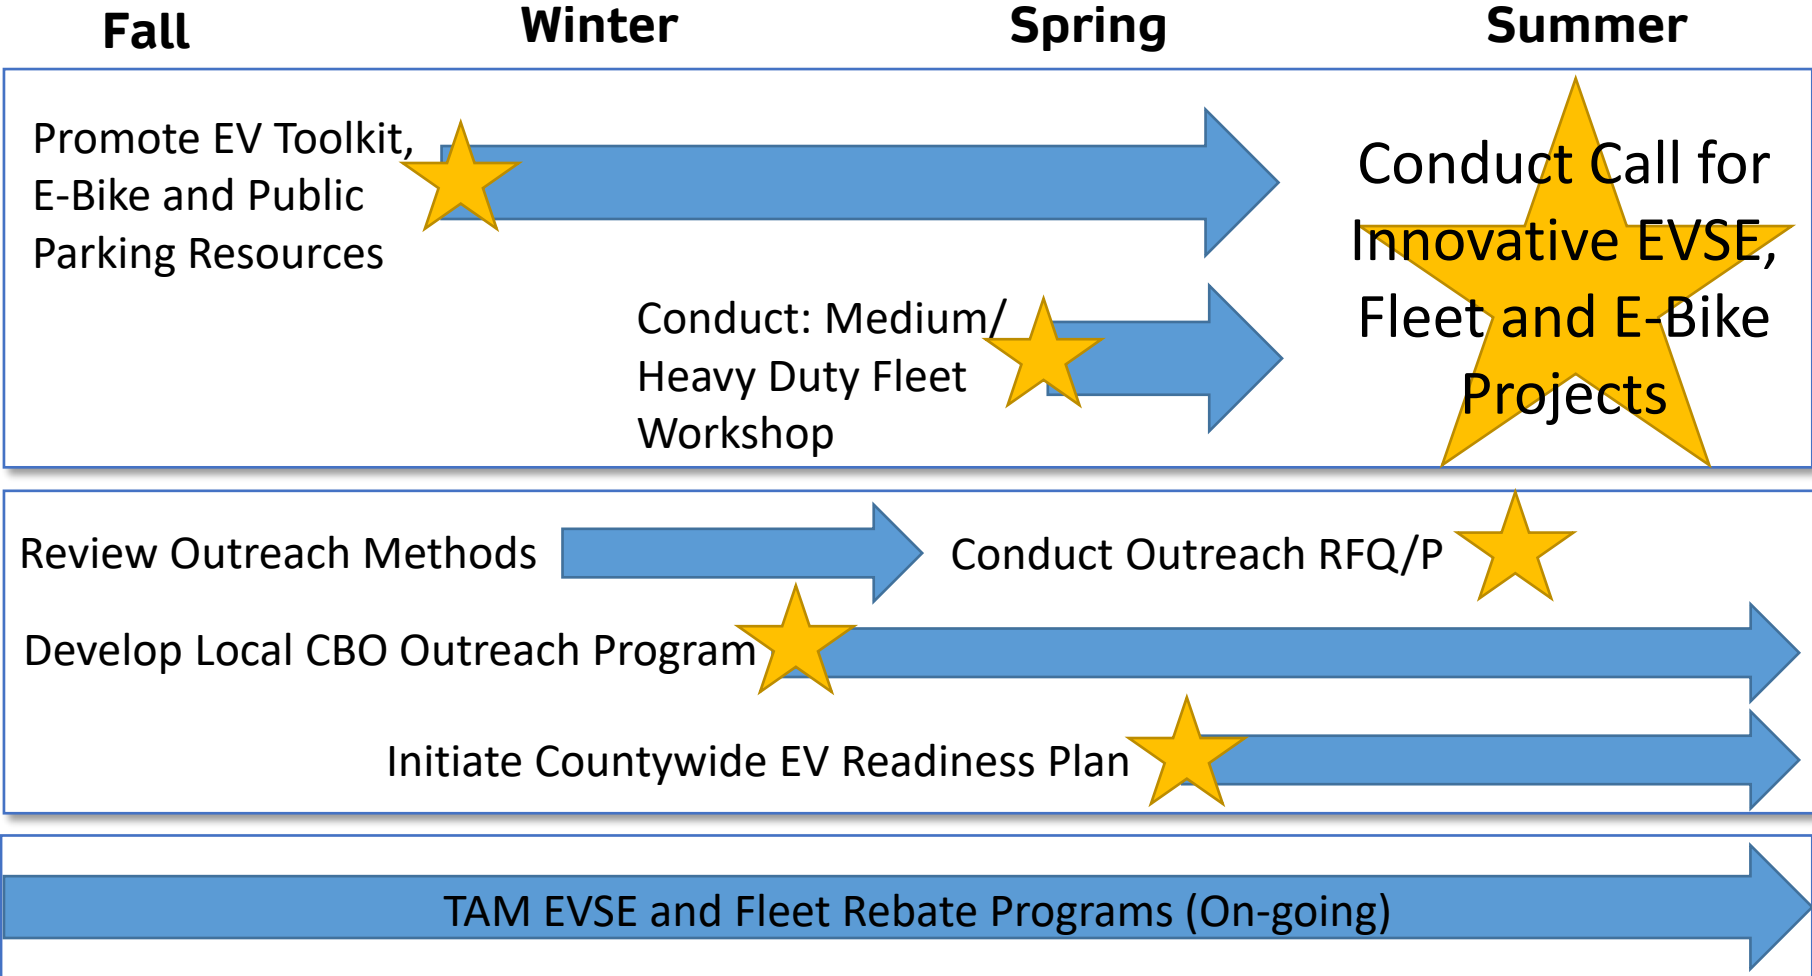 Fall
Winter
Spring
Summer
Promote EV Toolkit,
E-Bike and Public
Parking Resources
Conduct: Medium/
Heavy Duty Fleet
Workshop
Conduct Call for
Innovative EVSE,
Fleet and E-Bike
Projects
Review Outreach Methods
Conduct Outreach RFQ/P
Develop Local CBO Outreach Program
Initiate Countywide EV Readiness Plan
TAM EVSE and Fleet Rebate Programs (On-going)